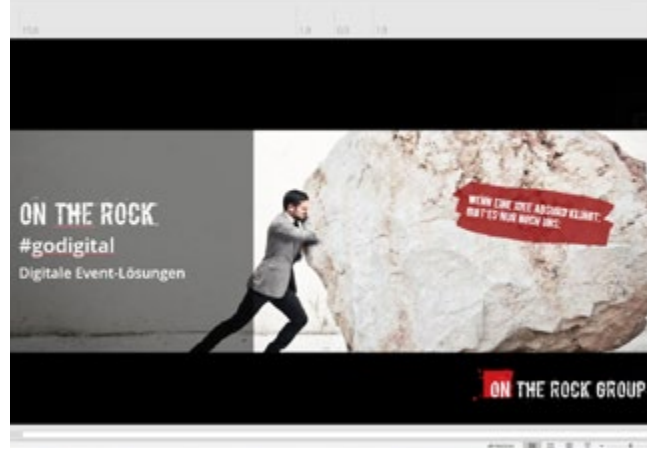 ON THE ROCK
#godigital
Digitale Event-Lösungen
WENN EINE IDEE ABSURD KLINGT:
GIBT ES NUR NOCH UNS.
ON THE ROCK GROUP